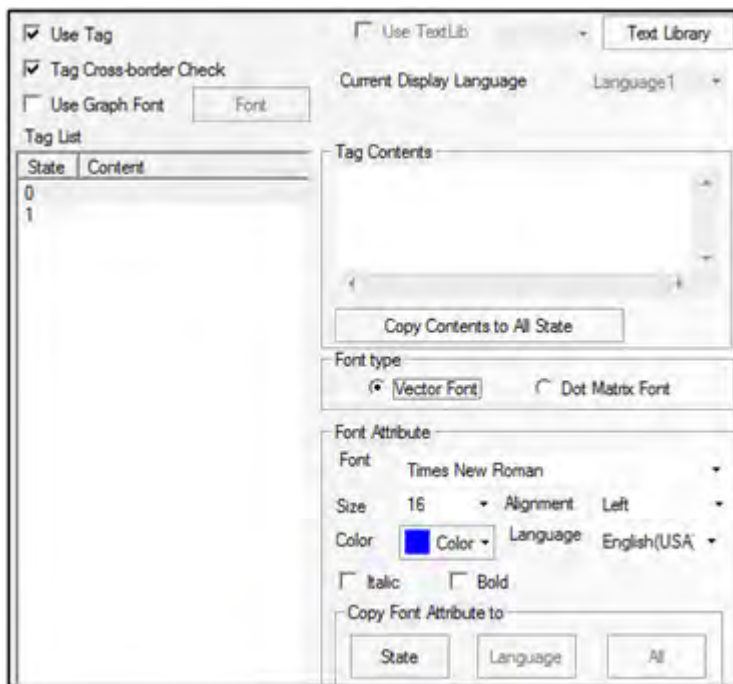 Use Tag
Use TextLib
Text Library
Tag Cross-border Check
Current Display Language
Language1
Use Graph Font
Font
Tag List
State
Content
0
1
Tag Contents
Copy Contents to All State
Font type
Vector Font
Dot Matrix Font
Font Attribute
Font
Times New Roman
Size
16
Alignment
Left
Color
Color
Language
English(USA
Italic
Bold
Copy Font Attribute to
State
Language
All